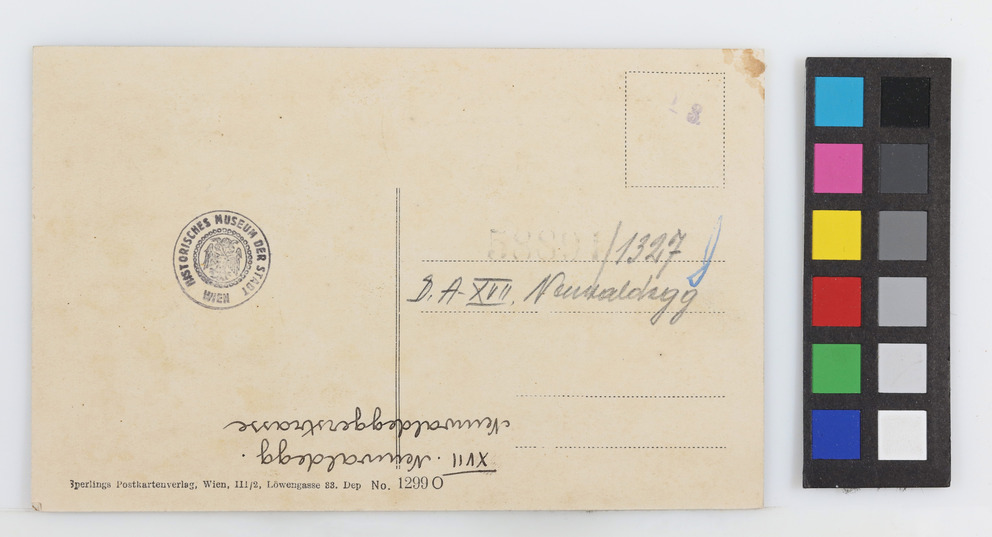 HISTORISCHES MUSEUM DER STADT
WIEN
58891/1327
D. A-XVII. Neuwaldegg
XVII. Neuwaldegg.
Neuwaldeggerstrasse
Sperlings Postkartenverlag, Wien, III/2, Löwengasse 33. Dep No. 1299 O